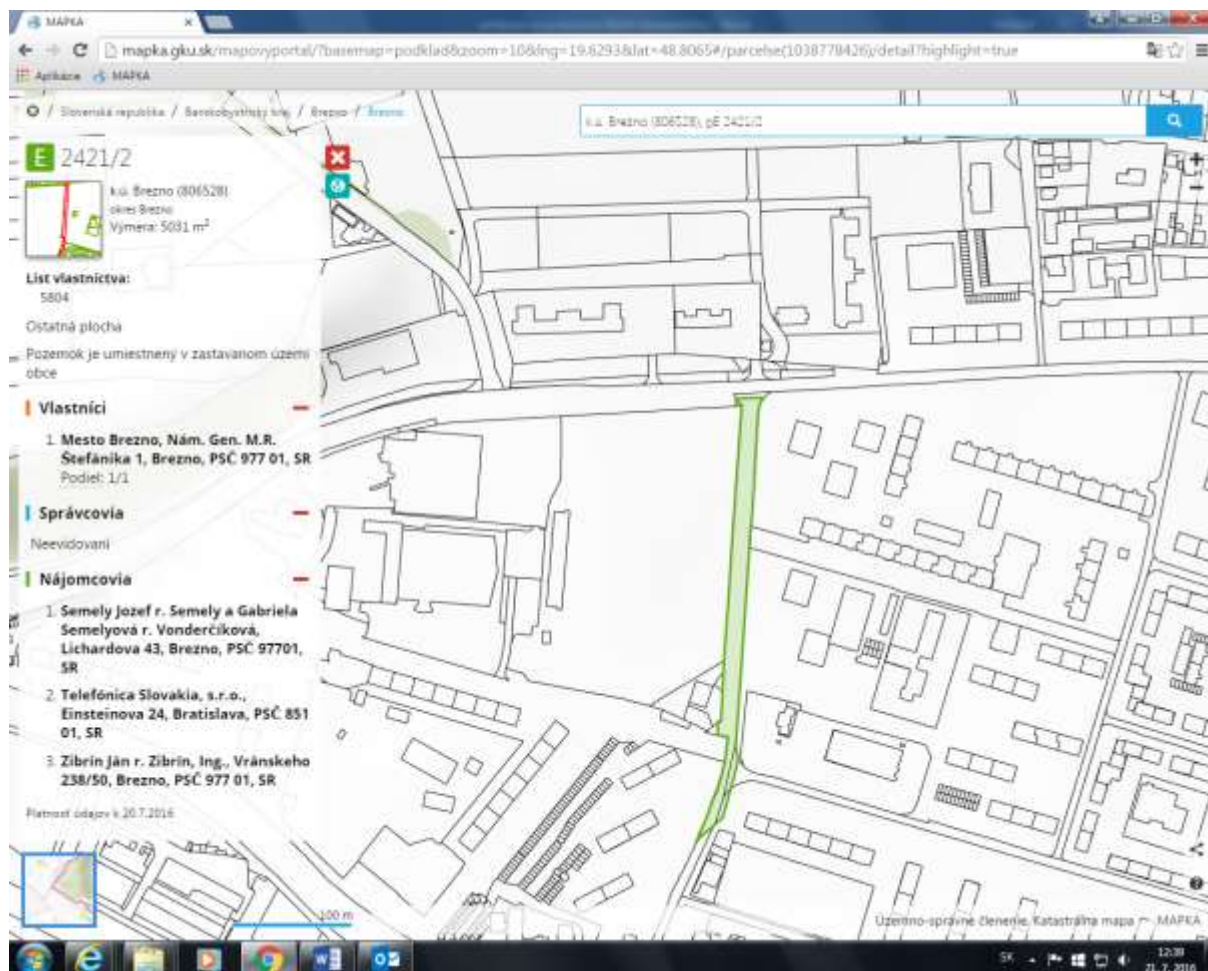 MAPKA
mapka.gku.sk/mapovyportal/?basemap=podklad&zoom=10&lng=19.6293&lat=48.8065#/parcelse(1038778426)/detail?highlight=true
Aplikácie MAPKA
/ Slovenská republika / Banskobystrický kraj / Brezno / Brezno
k.ú. Brezno (806528), pE 2421/2
E 2421/2
k.ú. Brezno (806528)
okres Brezno
Výmera: 5031 m²
List vlastníctva:
5804
Ostatná plocha
Pozemok je umiestnený v zastavanom území
obce
Vlastníci
1. Mesto Brezno, Nám. Gen. M.R.
Štefánika 1, Brezno, PSČ 977 01, SR
Podiel: 1/1
Správcovia
Neevidovaní
Nájomcovia
1. Semely Jozef r. Semely a Gabriela
Semelyová r. Vonderčíková,
Lichardova 43, Brezno, PSČ 97701,
SR
2. Telefónica Slovakia, s.r.o.,
Einsteinova 24, Bratislava, PSČ 851
01, SR
3. Zibrín Ján r. Zibrín, Ing., Vránskeho
238/50, Brezno, PSČ 977 01, SR
Platnosť údajov k 20.7.2016
100 m
Územno-správne členenie, Katastrálna mapa
MAPKA
SK
12:39
21. 7. 2016